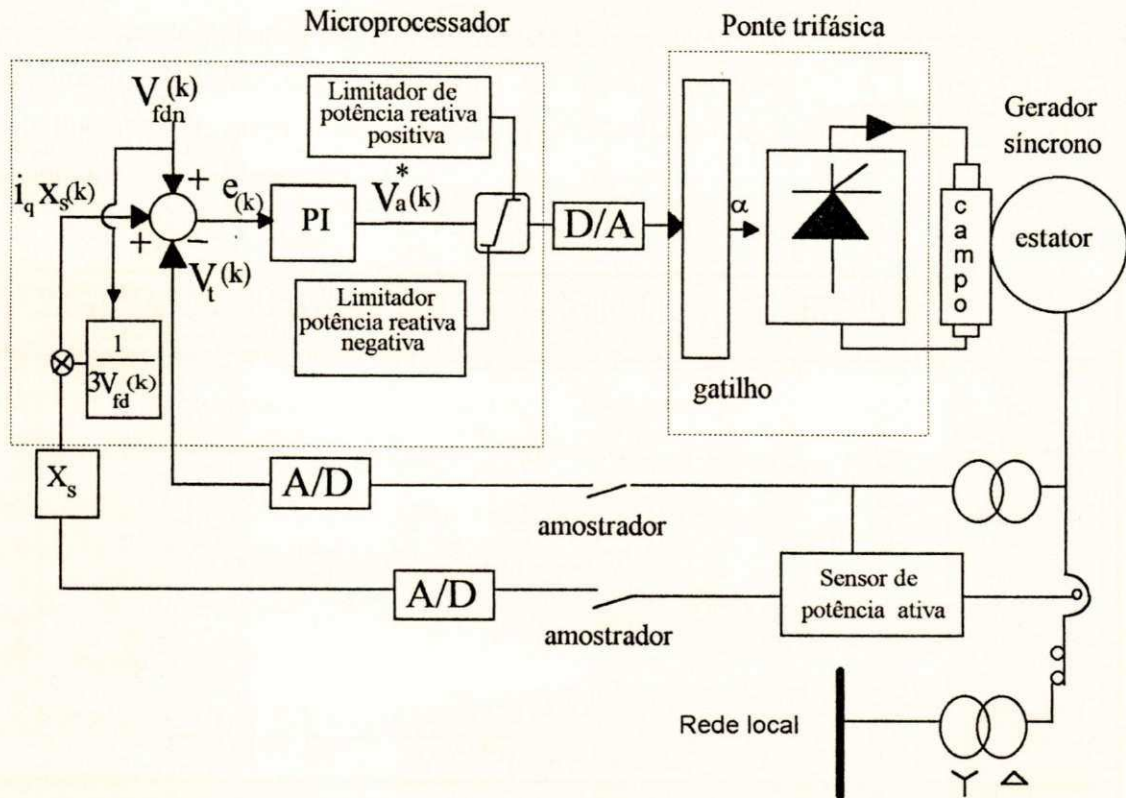 Microprocessador
Ponte trifásica
V_fdn(k)
Limitador de
potência reativa
positiva
Gerador
síncrono
i_q x_s(k)
+
+
−
e_(k)
PI
V_a^*(k)
D/A
α
campo
estator
V_t(k)
Limitador
potência reativa
negativa
1
3V_fd(k)
gatilho
X_s
A/D
amostrador
A/D
amostrador
Sensor de
potência ativa
Rede local